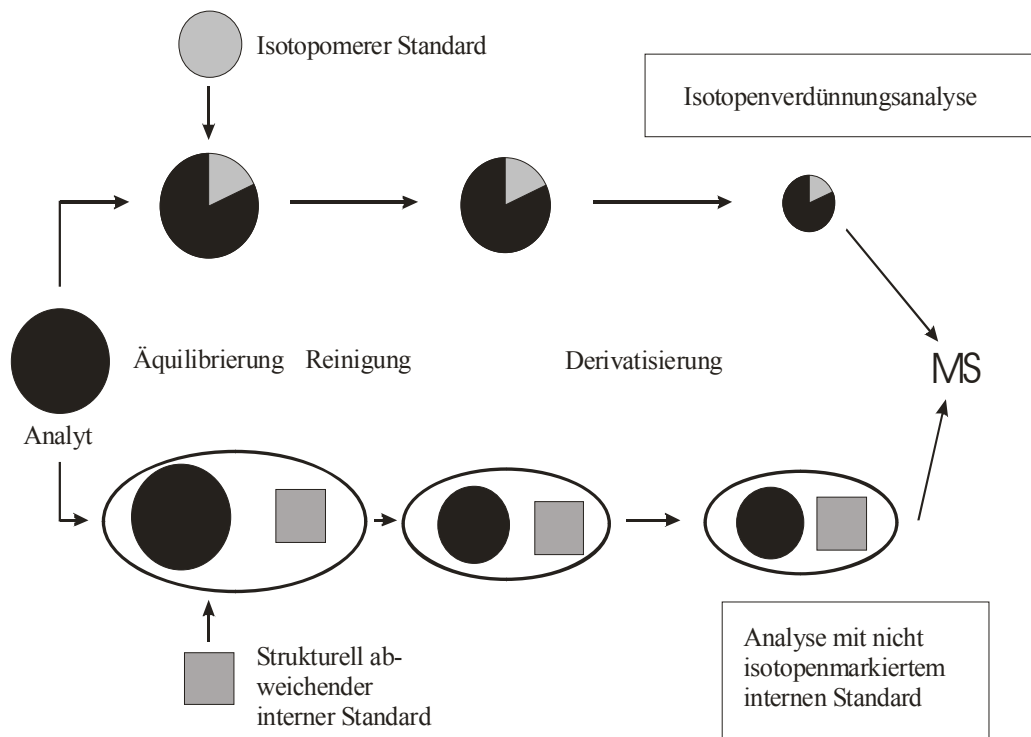 Isotopomerer Standard
Isotopenverdünnungsanalyse
Äquilibrierung Reinigung Derivatisierung
MS
Analyt
Strukturell ab-
weichender
interner Standard
Analyse mit nicht
isotopenmarkiertem
internen Standard